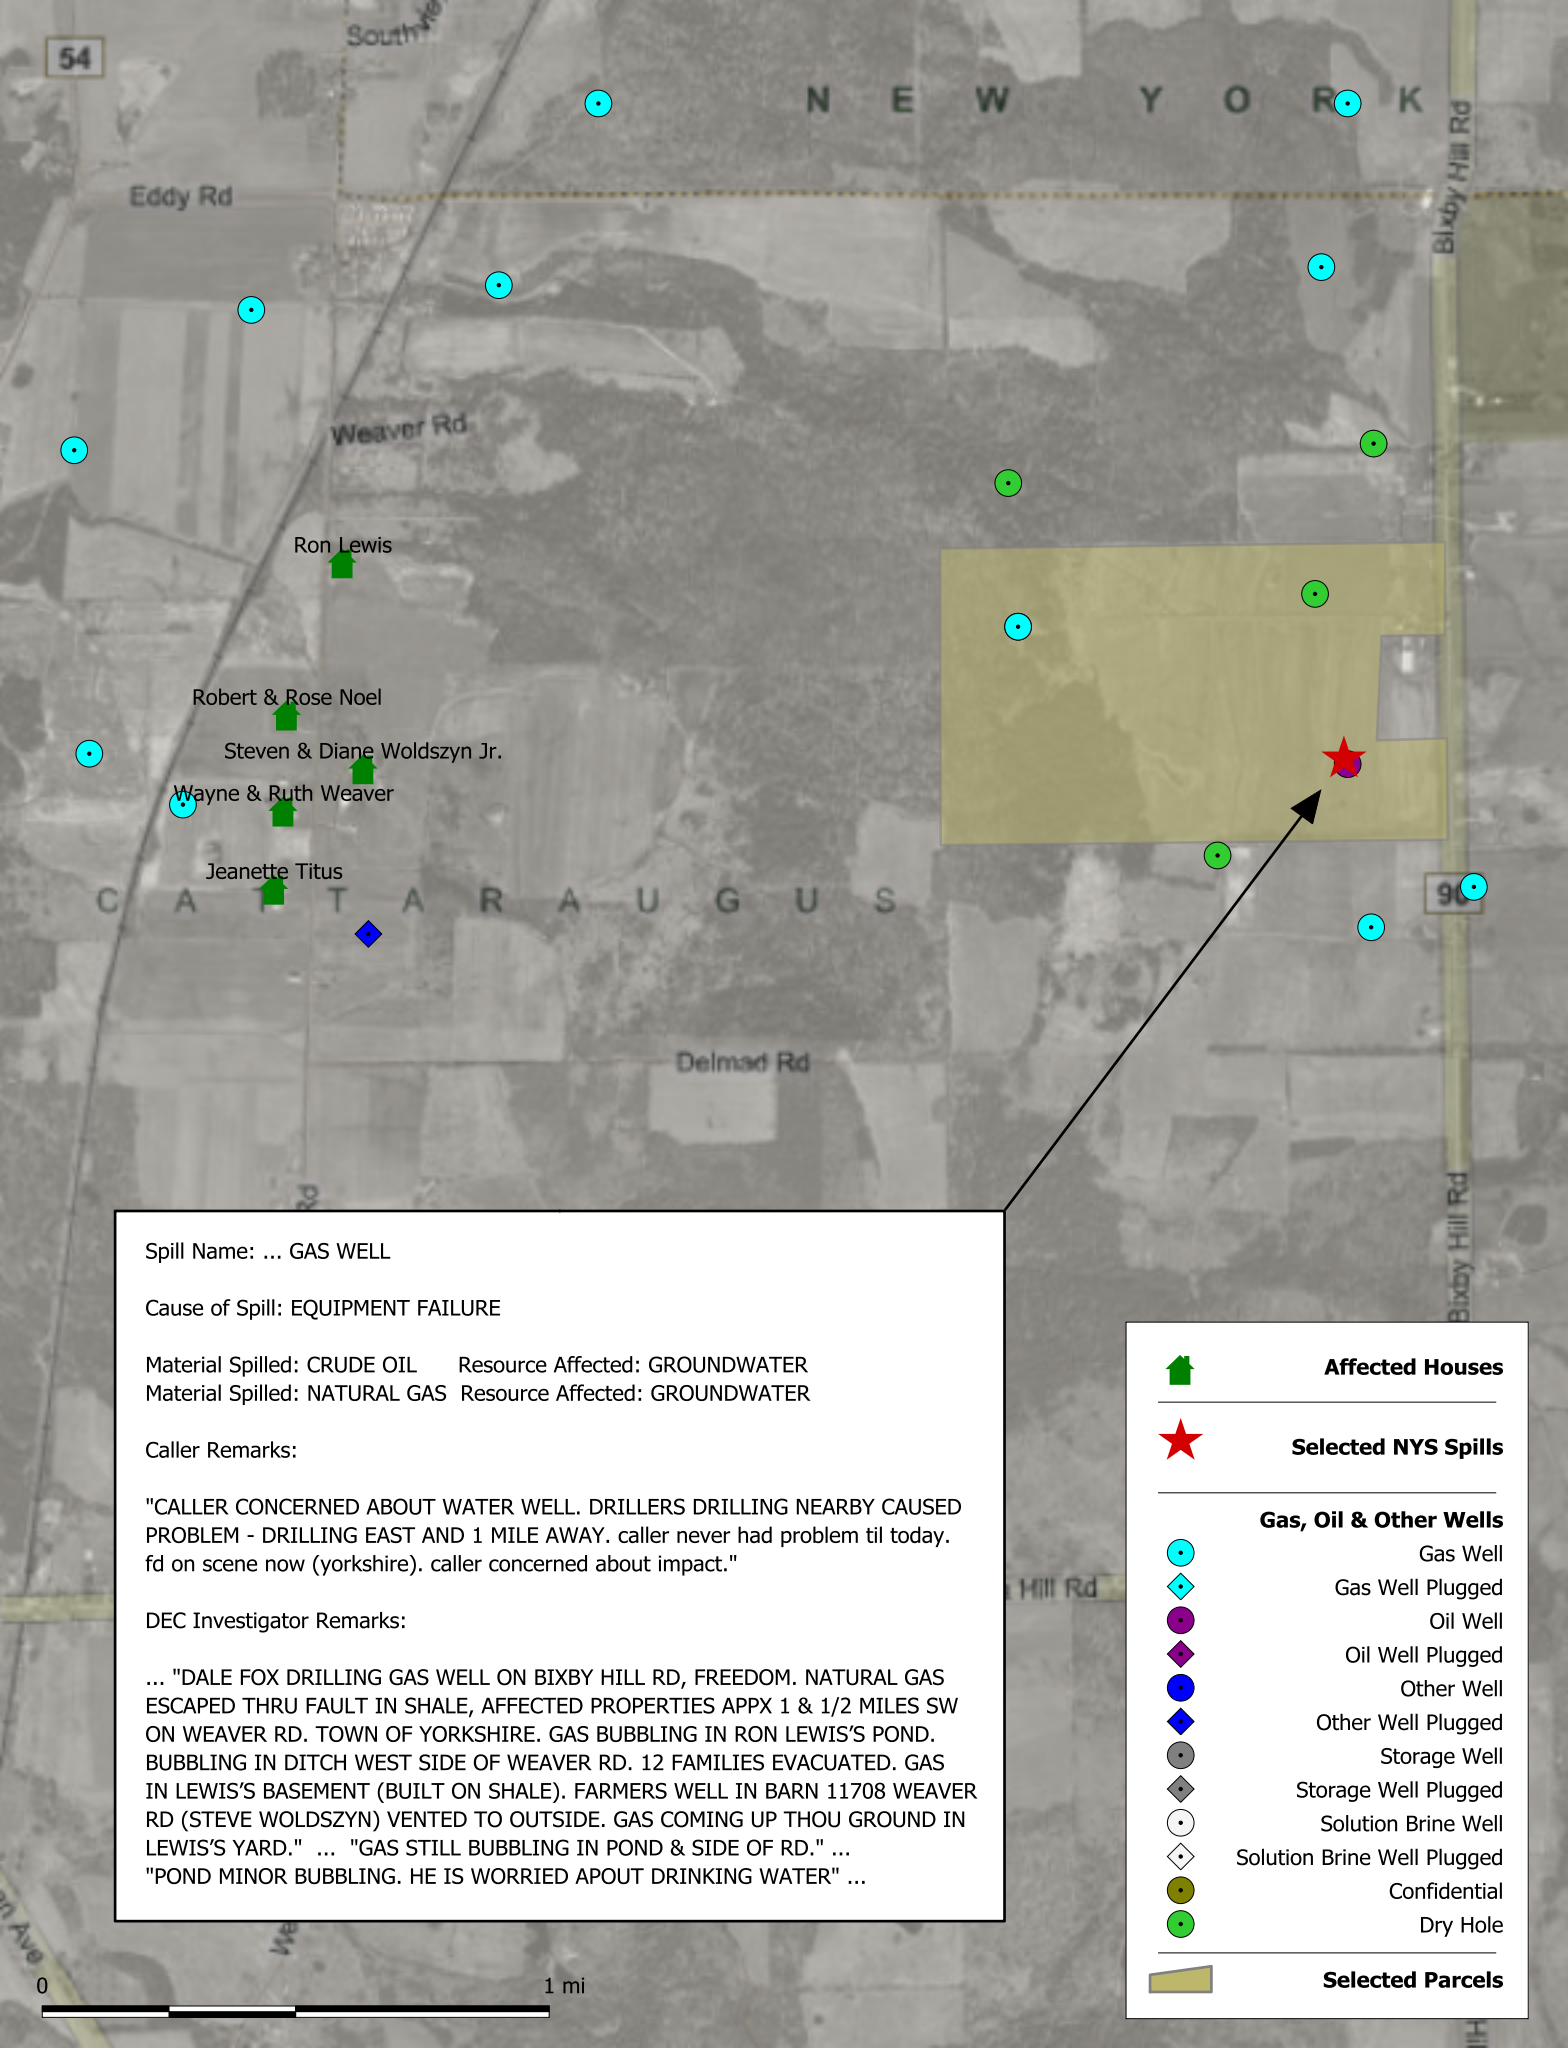 Southview
54
N E W Y O R K
Bixby Hill Rd
Eddy Rd
Weaver Rd
Ron Lewis
Robert & Rose Noel
Steven & Diane Woldszyn Jr.
Wayne & Ruth Weaver
Jeanette Titus
C A T T A R A U G U S
Delmad Rd
Rd
Bixby Hill Rd
Spill Name: ... GAS WELL
Cause of Spill: EQUIPMENT FAILURE
Material Spilled: CRUDE OIL Resource Affected: GROUNDWATER
Material Spilled: NATURAL GAS Resource Affected: GROUNDWATER
Caller Remarks:
"CALLER CONCERNED ABOUT WATER WELL. DRILLERS DRILLING NEARBY CAUSED
PROBLEM - DRILLING EAST AND 1 MILE AWAY. caller never had problem til today.
fd on scene now (yorkshire). caller concerned about impact."
DEC Investigator Remarks:
... "DALE FOX DRILLING GAS WELL ON BIXBY HILL RD, FREEDOM. NATURAL GAS
ESCAPED THRU FAULT IN SHALE, AFFECTED PROPERTIES APPX 1 & 1/2 MILES SW
ON WEAVER RD. TOWN OF YORKSHIRE. GAS BUBBLING IN RON LEWIS’S POND.
BUBBLING IN DITCH WEST SIDE OF WEAVER RD. 12 FAMILIES EVACUATED. GAS
IN LEWIS’S BASEMENT (BUILT ON SHALE). FARMERS WELL IN BARN 11708 WEAVER
RD (STEVE WOLDSZYN) VENTED TO OUTSIDE. GAS COMING UP THOU GROUND IN
LEWIS’S YARD." ... "GAS STILL BUBBLING IN POND & SIDE OF RD." ...
"POND MINOR BUBBLING. HE IS WORRIED APOUT DRINKING WATER" ...
Hill Rd
Affected Houses
Selected NYS Spills
Gas, Oil & Other Wells
Gas Well
Gas Well Plugged
Oil Well
Oil Well Plugged
Other Well
Other Well Plugged
Storage Well
Storage Well Plugged
Solution Brine Well
Solution Brine Well Plugged
Confidential
Dry Hole
Selected Parcels
Ave
0 1 mi